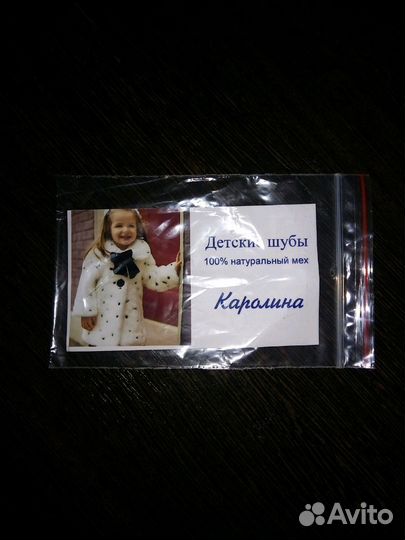 Детские шубы
100% натуральный мех
Каролина
Avito